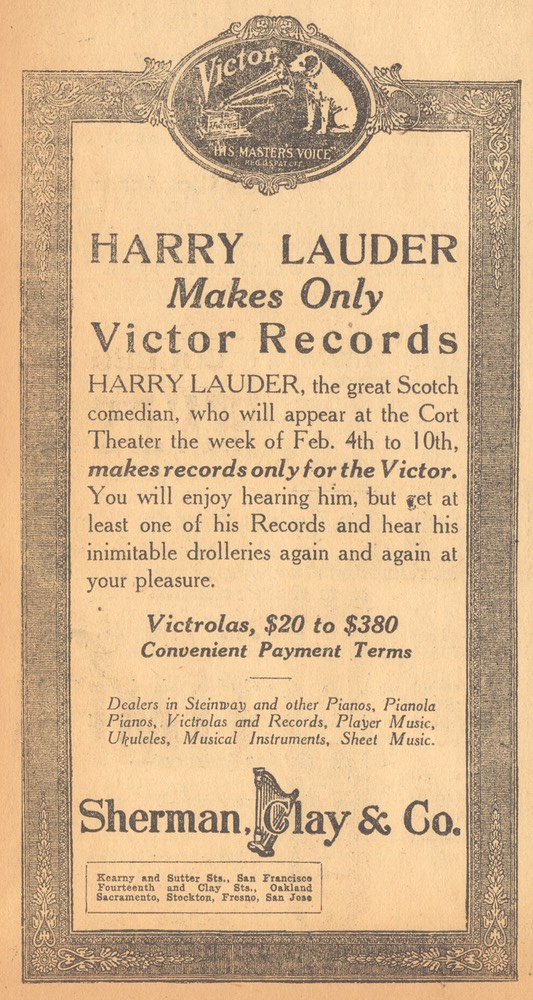 Victor
VICTOR
"HIS MASTER'S VOICE"
REG. U.S. PAT. OFF.
HARRY LAUDER
Makes Only
Victor Records
HARRY LAUDER, the great Scotch
comedian, who will appear at the Cort
Theater the week of Feb. 4th to 10th,
makes records only for the Victor.
You will enjoy hearing him, but get at
least one of his Records and hear his
inimitable drolleries again and again at
your pleasure.
Victrolas, $20 to $380
Convenient Payment Terms
Dealers in Steinway and other Pianos, Pianola
Pianos, Victrolas and Records, Player Music,
Ukuleles, Musical Instruments, Sheet Music.
Sherman, Clay & Co.
Kearny and Sutter Sts., San Francisco
Fourteenth and Clay Sts., Oakland
Sacramento, Stockton, Fresno, San Jose